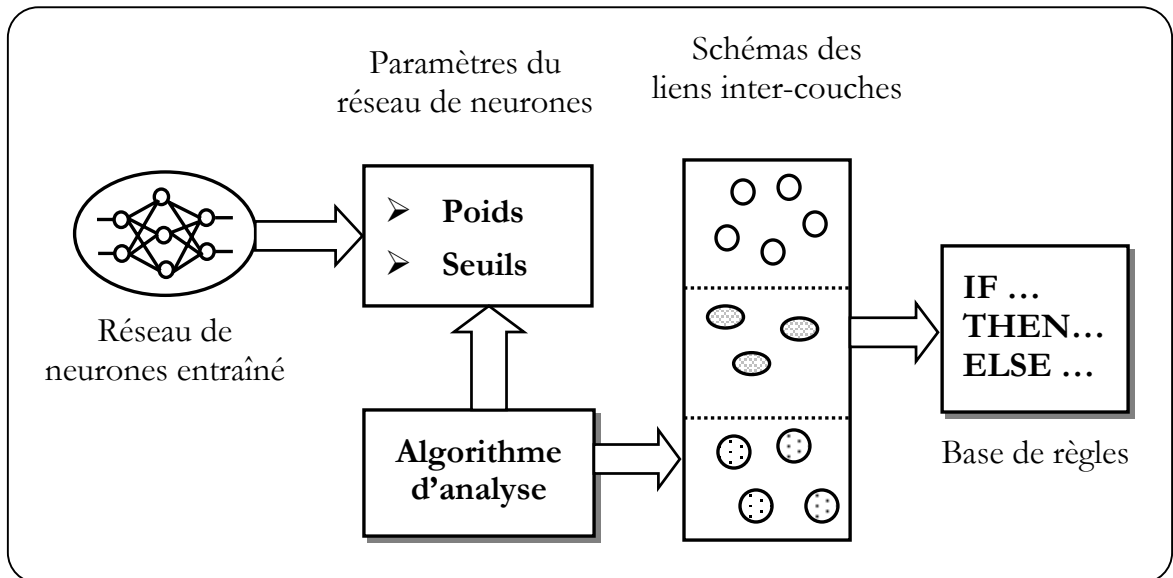 Paramètres du
réseau de neurones
Schémas des
liens inter-couches
➢ Poids
➢ Seuils
Réseau de
neurones entraîné
Algorithme
d'analyse
IF …
THEN…
ELSE …
Base de règles